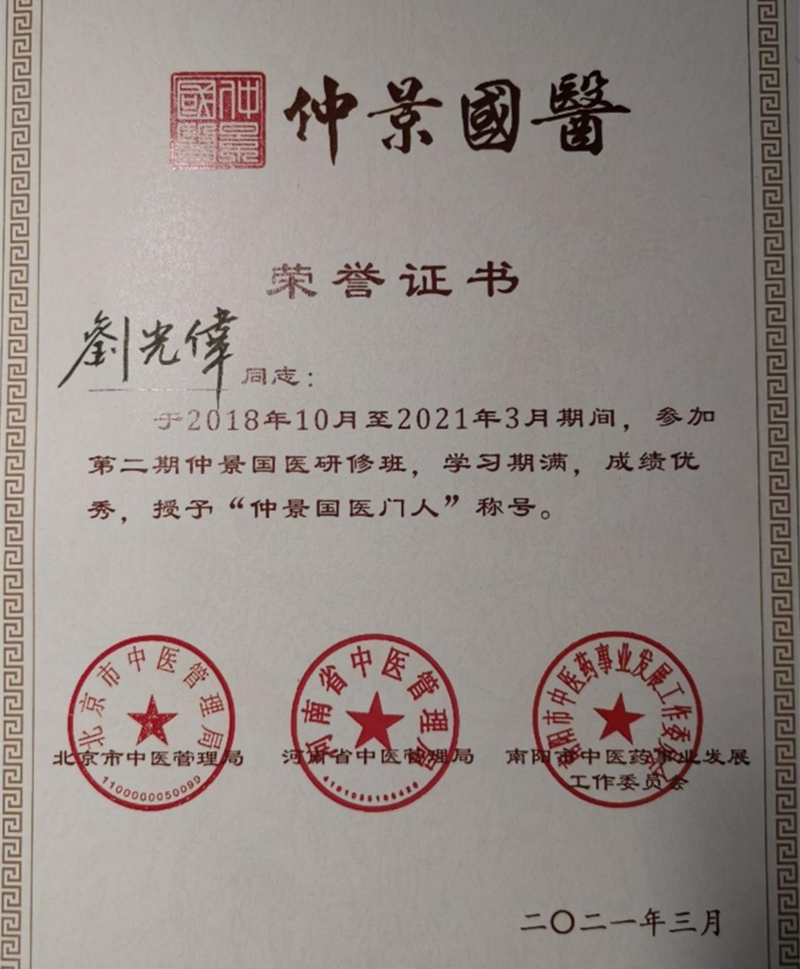 仲景國醫
仲景國醫
荣誉证书
劉光偉 同志：
于2018年10月至2021年3月期间，参加
第二期仲景国医研修班，学习期满，成绩优
秀，授予“仲景国医门人”称号。
北京市中医管理局
1100000050099
北京市中医管理局
河南省中医管理局
河南省中医管理局
南阳市中医药事业发展工作委员会
南阳市中医药事业发展
工作委员会
二〇二一年三月